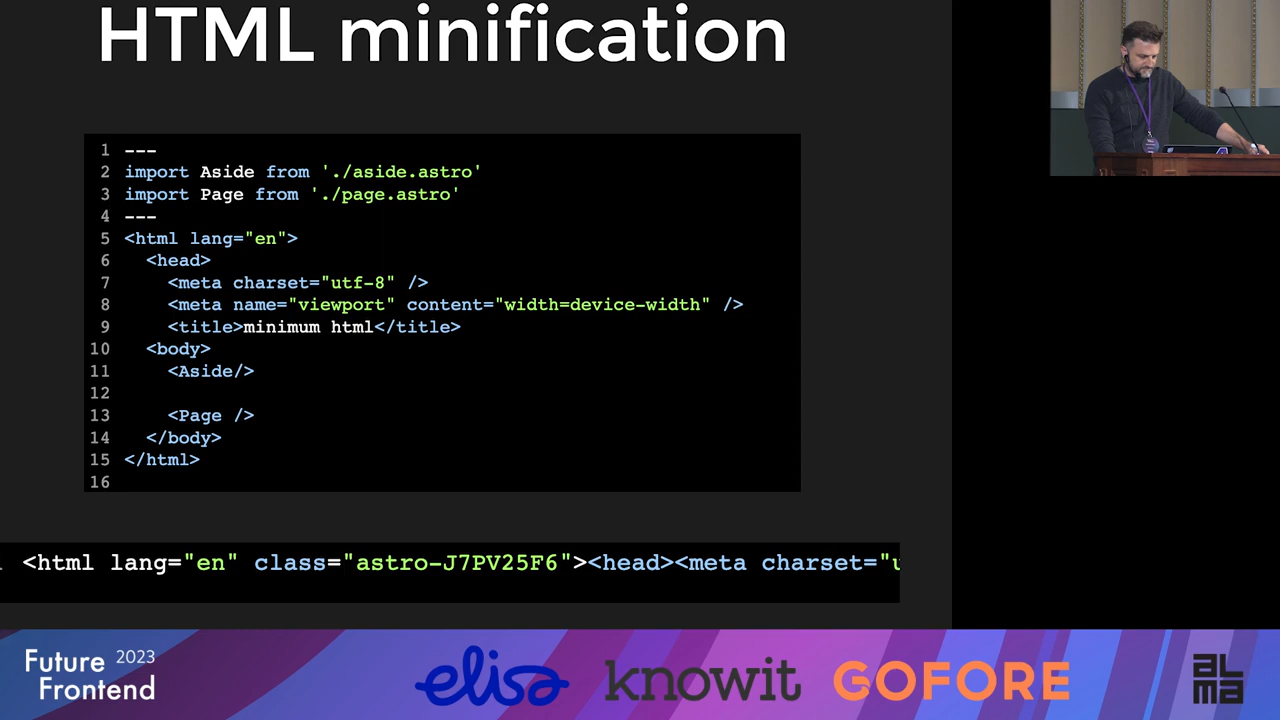 HTML minification
1 ---
2 import Aside from './aside.astro'
3 import Page from './page.astro'
4 ---
5 <html lang="en">
6   <head>
7     <meta charset="utf-8" />
8     <meta name="viewport" content="width=device-width" />
9     <title>minimum html</title>
10   <body>
11     <Aside/>
12
13     <Page />
14   </body>
15 </html>
16
<html lang="en" class="astro-J7PV25F6"><head><meta charset="u
Future 2023
Frontend
elisa
knowit
GOFORE
aL
ma